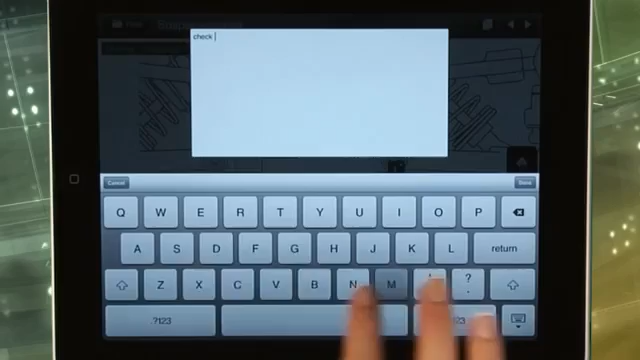 check
Cancel
Done
Q W E R T Y U I O P
A S D F G H J K L return
Z X C V B N M ! ?
, .
.?123